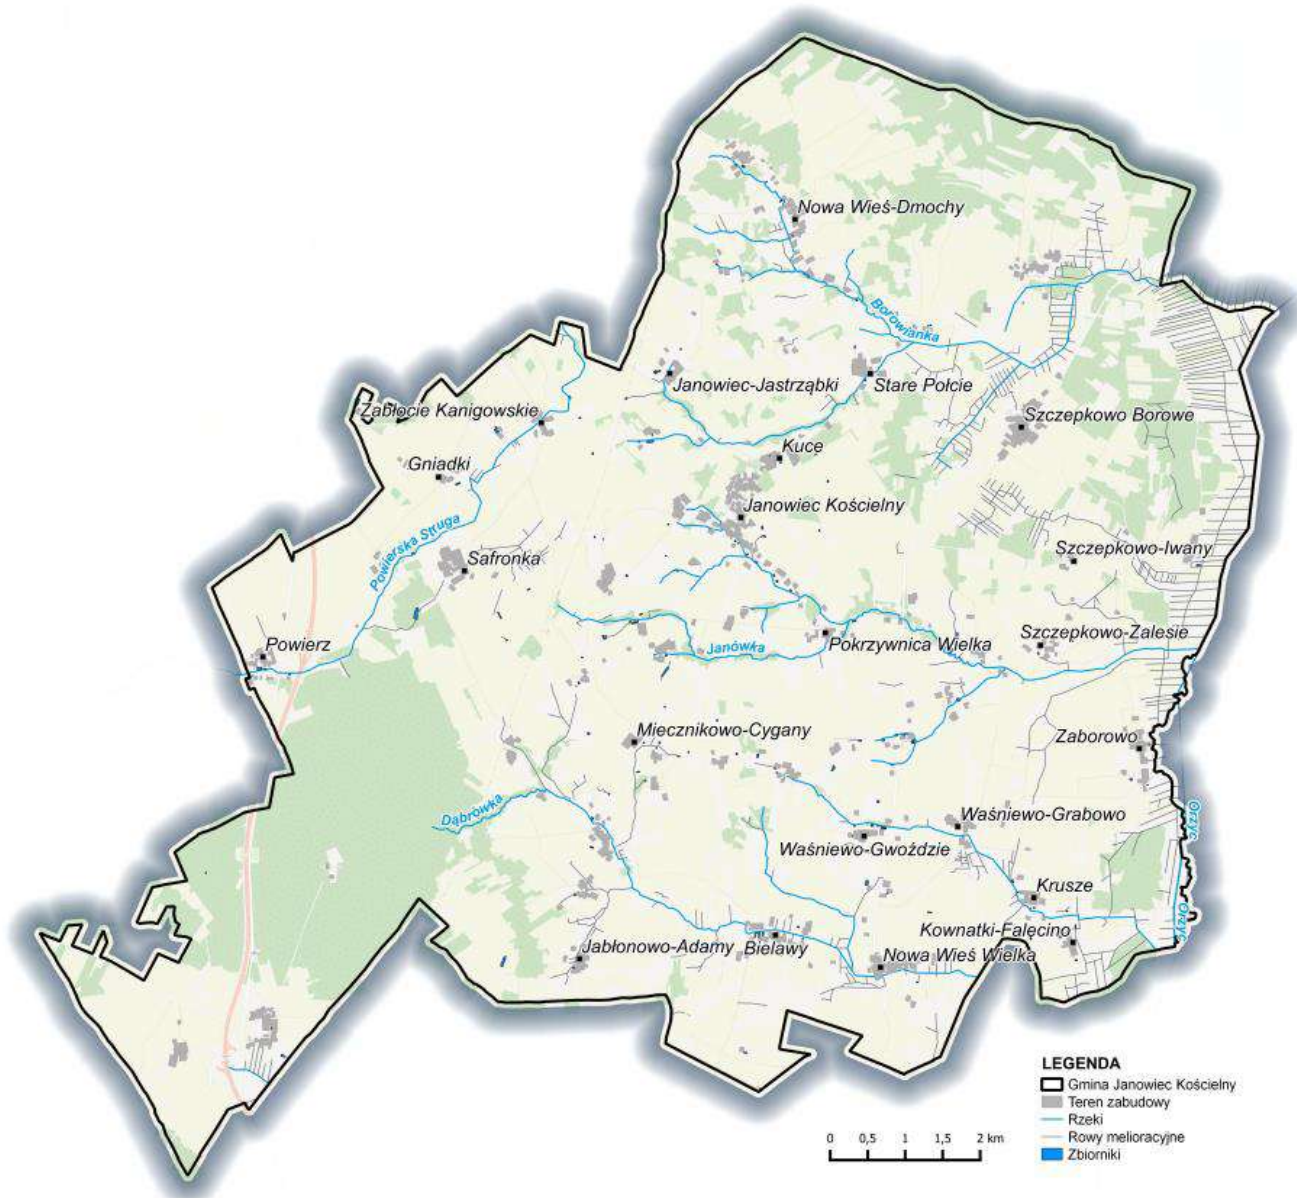 Nowa Wieś-Dmochy
Borowianka
Janowiec-Jastrząbki
Stare Połcie
Zabłocie Kanigowskie
Szczepkowo Borowe
Kuce
Gniadki
Janowiec Kościelny
Powierska Struga
Safronka
Szczepkowo-Iwany
Powierz
Szczepkowo-Zalesie
Janówka
Pokrzywnica Wielka
Miecznikowo-Cygany
Zaborowo
Dąbrówka
Waśniewo-Grabowo
Orzyc
Waśniewo-Gwoździe
Krusze
Orzyc
Kownatki-Falęcino
Jabłonowo-Adamy
Bielawy
Nowa Wieś Wielka
LEGENDA
Gmina Janowiec Kościelny
Teren zabudowy
Rzeki
Rowy melioracyjne
Zbiorniki
0 0,5 1 1,5 2 km